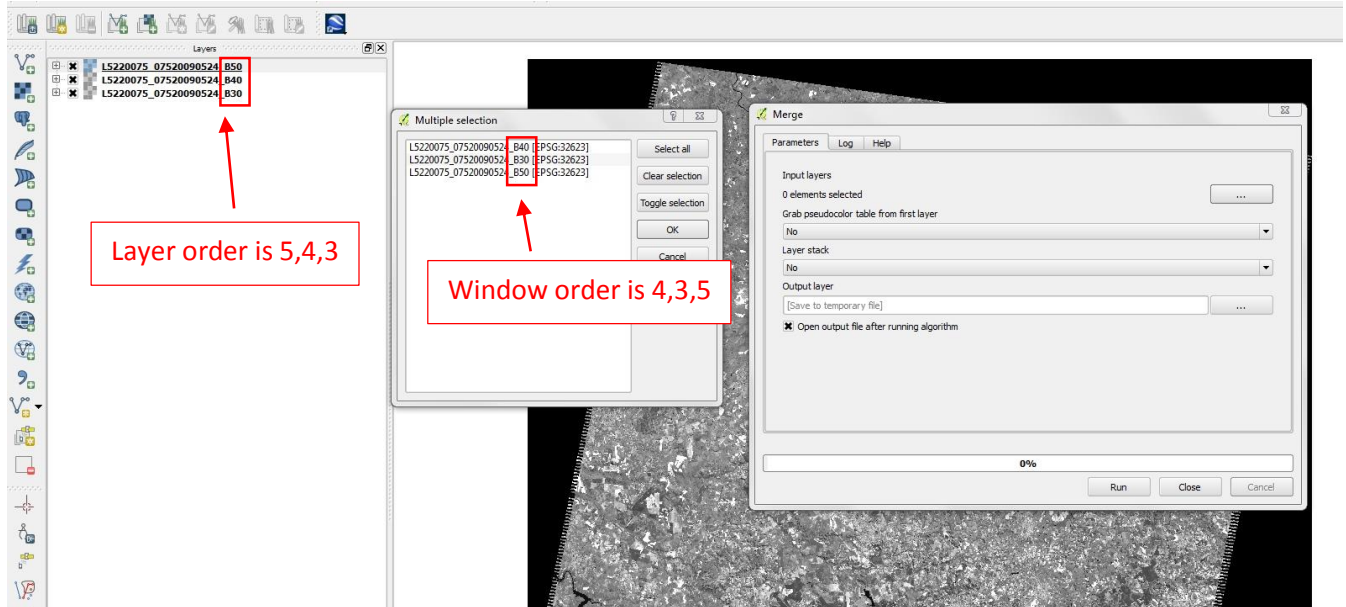 Layers
L5220075_07520090524_B50
L5220075_07520090524_B40
L5220075_07520090524_B30
Layer order is 5,4,3
Multiple selection
L5220075_07520090524_B40 [EPSG:32623]
L5220075_07520090524_B30 [EPSG:32623]
L5220075_07520090524_B50 [EPSG:32623]
Select all
Clear selection
Toggle selection
OK
Cancel
Window order is 4,3,5
Merge
Parameters
Log
Help
Input layers
0 elements selected
...
Grab pseudocolor table from first layer
No
Layer stack
No
Output layer
[Save to temporary file]
...
Open output file after running algorithm
0%
Run
Close
Cancel